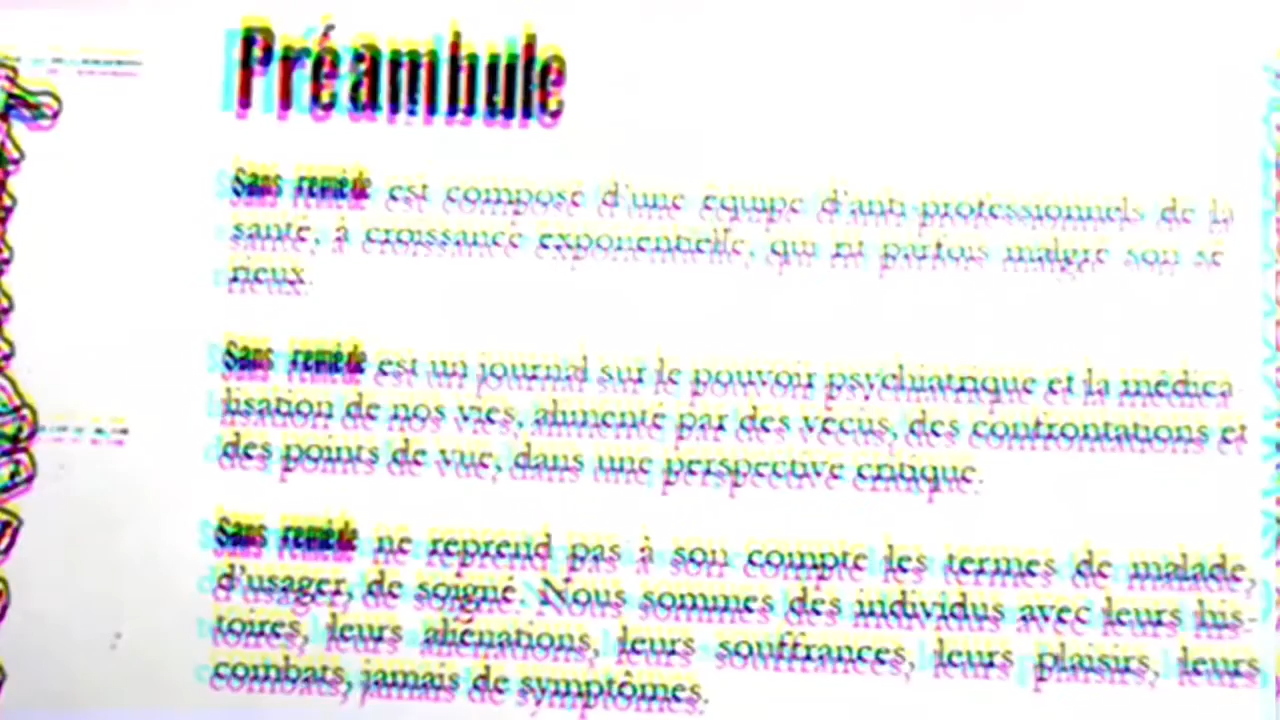 Préambule
Sans remède est composé d'une équipe d'anti-professionnels de la
santé, à croissance exponentielle, qui rit parfois malgré son sé
rieux.
Sans remède est un journal sur le pouvoir psychiatrique et la médica
lisation de nos vies, alimenté par des vécus, des confrontations et
des points de vue, dans une perspective critique.
Sans remède ne reprend pas à son compte les termes de malade,
d'usager, de soigné. Nous sommes des individus avec leurs his-
toires, leurs aliénations, leurs souffrances, leurs plaisirs, leurs
combats, jamais de symptômes.